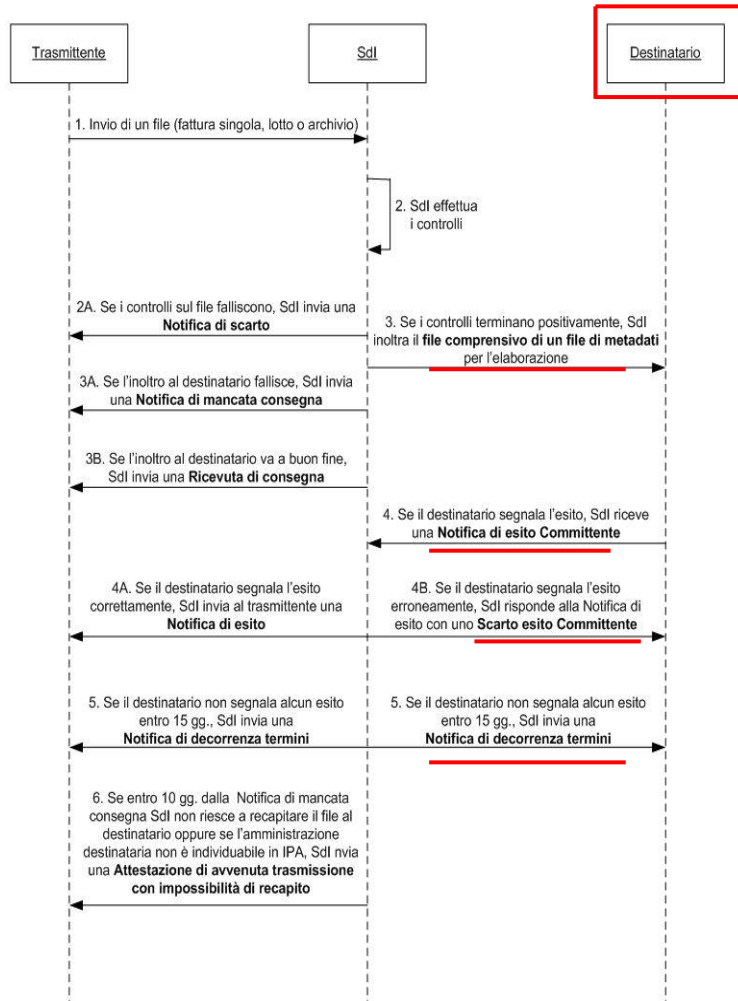 Trasmittente
SdI
Destinatario
1. Invio di un file (fattura singola, lotto o archivio)
2. SdI effettua
i controlli
2A. Se i controlli sul file falliscono, SdI invia una
Notifica di scarto
3. Se i controlli terminano positivamente, SdI
inoltra il file comprensivo di un file di metadati
per l'elaborazione
3A. Se l'inoltro al destinatario fallisce, SdI invia
una Notifica di mancata consegna
3B. Se l'inoltro al destinatario va a buon fine,
SdI invia una Ricevuta di consegna
4. Se il destinatario segnala l'esito, SdI riceve
una Notifica di esito Committente
4A. Se il destinatario segnala l'esito
correttamente, SdI invia al trasmittente una
Notifica di esito
4B. Se il destinatario segnala l'esito
erroneamente, SdI risponde alla Notifica di
esito con uno Scarto esito Committente
5. Se il destinatario non segnala alcun esito
entro 15 gg., SdI invia una
Notifica di decorrenza termini
5. Se il destinatario non segnala alcun esito
entro 15 gg., SdI invia una
Notifica di decorrenza termini
6. Se entro 10 gg. dalla Notifica di mancata
consegna SdI non riesce a recapitare il file al
destinatario oppure se l'amministrazione
destinataria non è individuabile in IPA, SdI nvia
una Attestazione di avvenuta trasmissione
con impossibilità di recapito